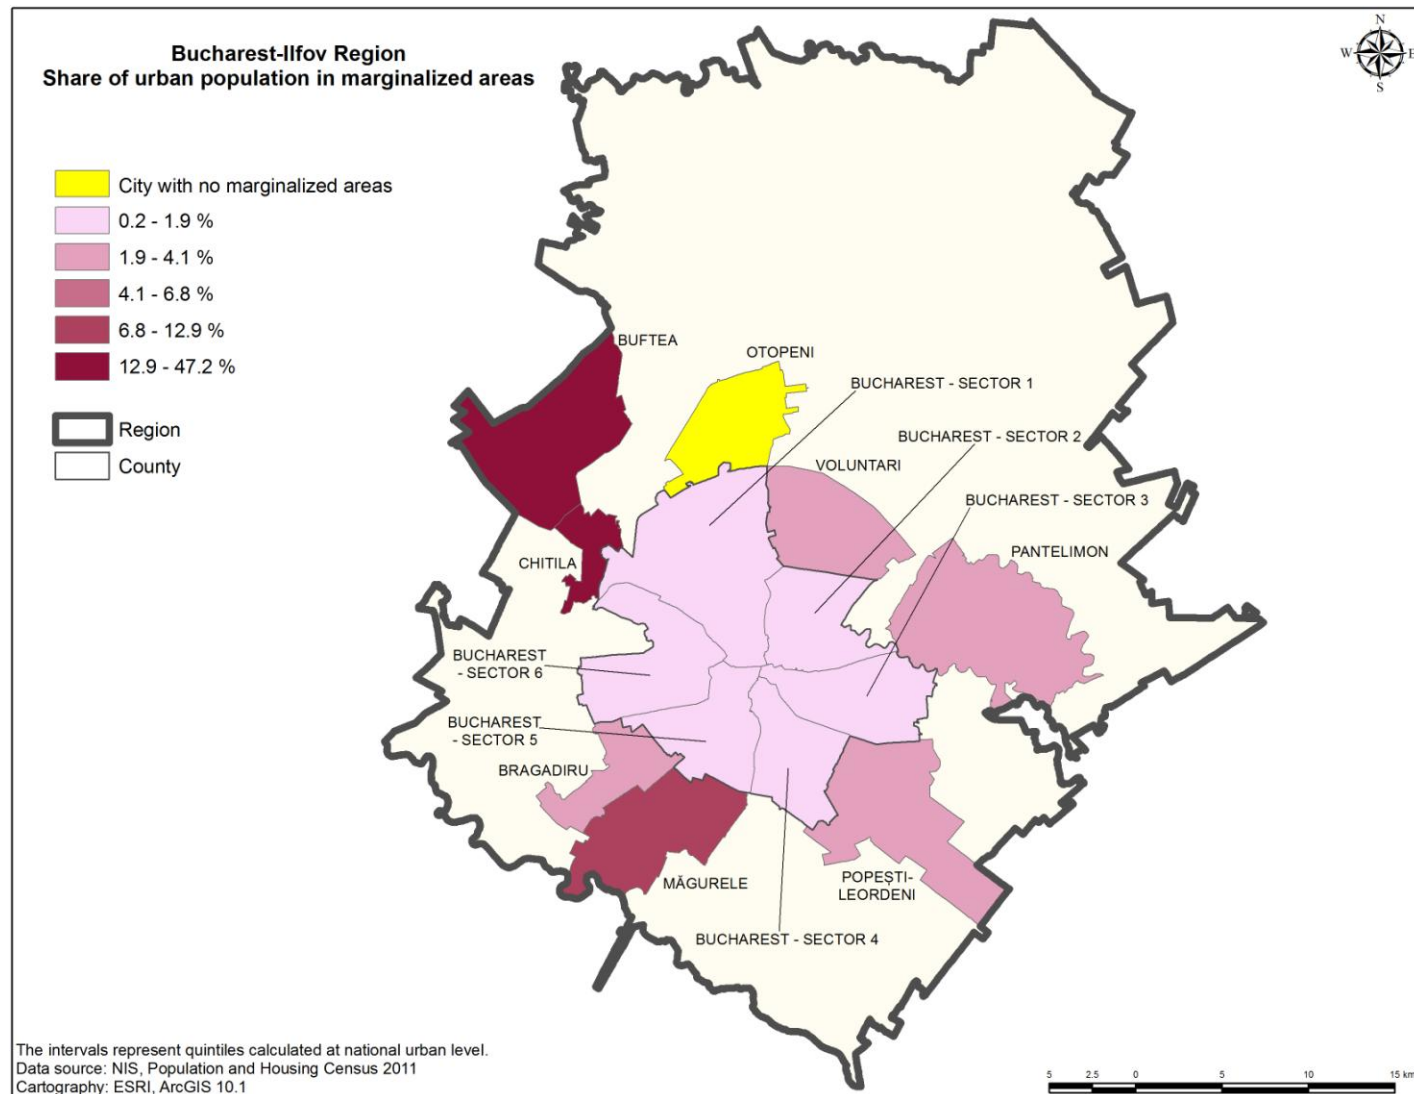 Bucharest-Ilfov Region
Share of urban population in marginalized areas
N
W
E
S
City with no marginalized areas
0.2 - 1.9 %
1.9 - 4.1 %
4.1 - 6.8 %
6.8 - 12.9 %
12.9 - 47.2 %
Region
County
BUFTEA
OTOPENI
BUCHAREST - SECTOR 1
BUCHAREST - SECTOR 2
VOLUNTARI
BUCHAREST - SECTOR 3
PANTELIMON
CHITILA
BUCHAREST
- SECTOR 6
BUCHAREST
- SECTOR 5
BRAGADIRU
MĂGURELE
POPEȘTI-
LEORDENI
BUCHAREST - SECTOR 4
The intervals represent quintiles calculated at national urban level.
Data source: NIS, Population and Housing Census 2011
Cartography: ESRI, ArcGIS 10.1
5 2.5 0 5 10 15 km